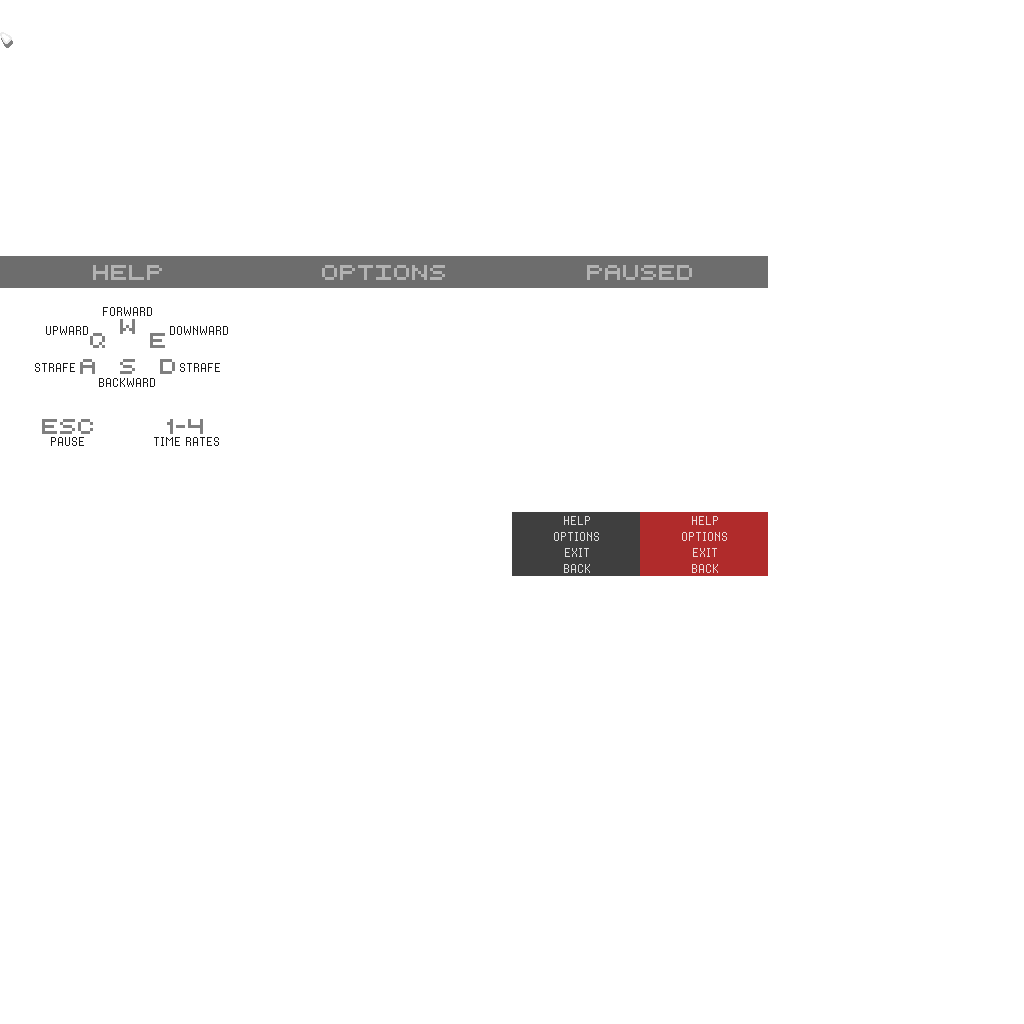 HELP OPTIONS PAUSED
FORWARD
W
UPWARD Q E DOWNWARD
STRAFE A S D STRAFE
BACKWARD
ESC 1-4
PAUSE TIME RATES
HELP HELP
OPTIONS OPTIONS
EXIT EXIT
BACK BACK